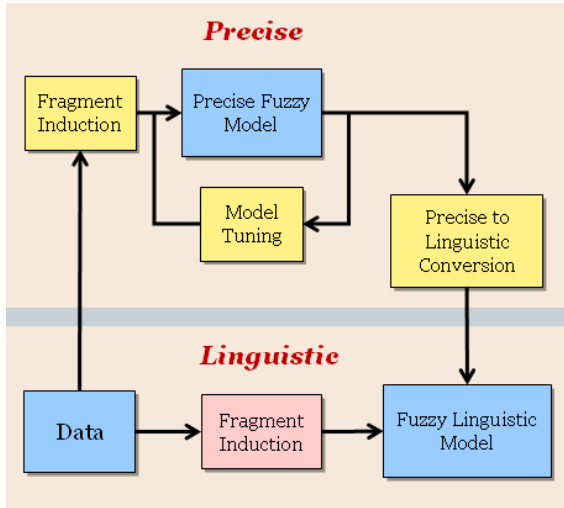 Precise
Fragment
Induction
Precise Fuzzy
Model
Model
Tuning
Precise to
Linguistic
Conversion
Linguistic
Data
Fragment
Induction
Fuzzy Linguistic
Model